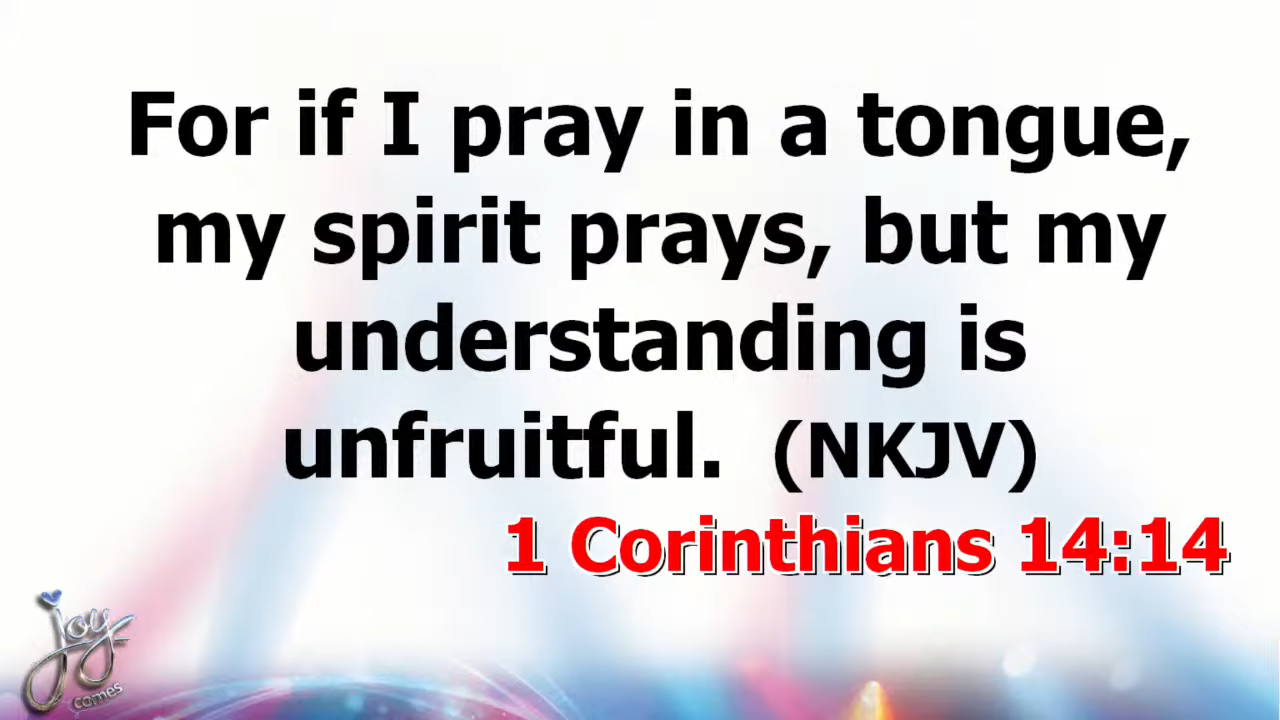 For if I pray in a tongue,
my spirit prays, but my
understanding is
unfruitful. (NKJV)
1 Corinthians 14:14
joy
comes